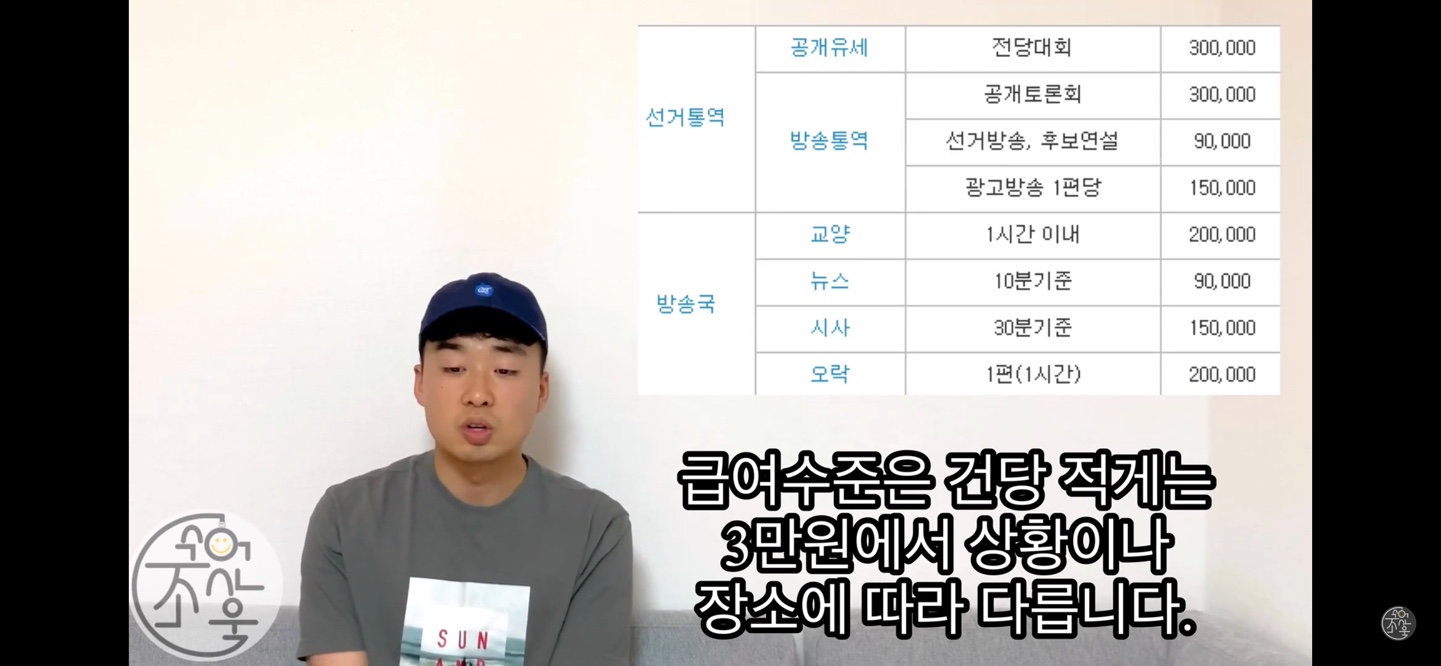 선거통역 공개유세 전당대회 300,000
방송통역 공개토론회 300,000
선거방송, 후보연설 90,000
광고방송 1편당 150,000
방송국 교양 1시간 이내 200,000
뉴스 10분기준 90,000
시사 30분기준 150,000
오락 1편(1시간) 200,000
급여수준은 건당 적게는
3만원에서 상황이나
장소에 따라 다릅니다.
SUN